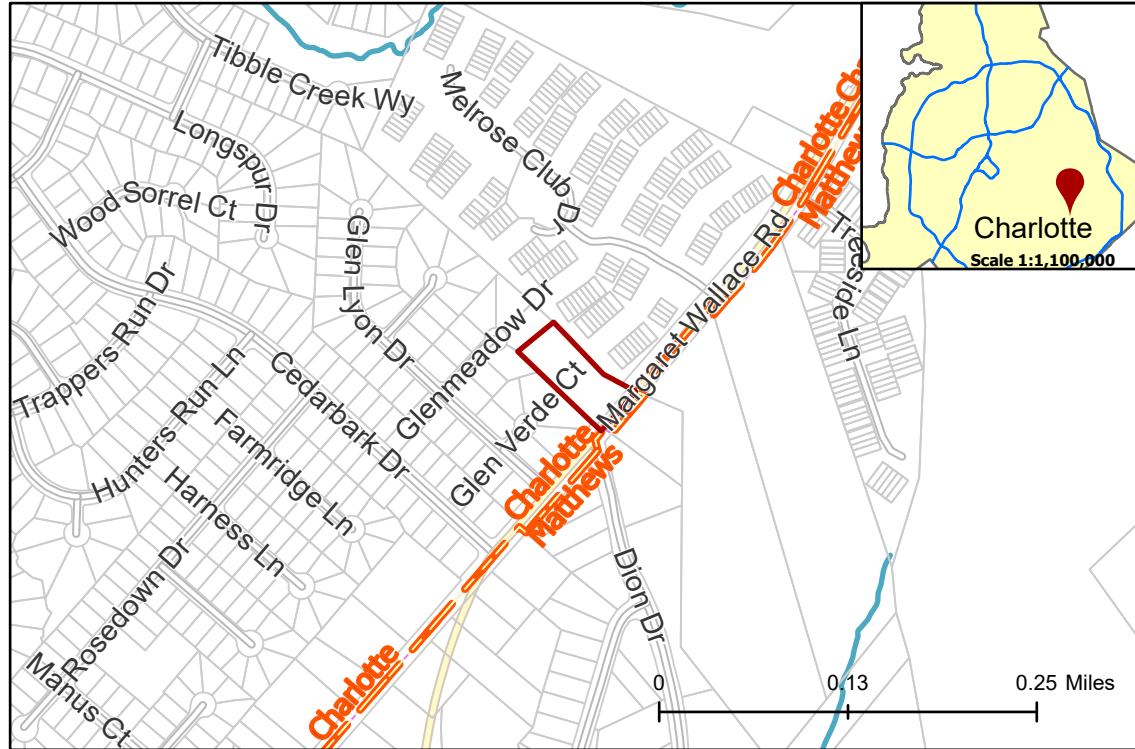 Tibble Creek Wy
Melrose Club Dr
Longspur Dr
Wood Sorrel Ct
Glen Lyon Dr
Trappers Run Dr
Glenmeadow Dr
Hunters Run Ln
Cedarbark Dr
Farmridge Ln
Harness Ln
Glen Verde Ct
Margaret Wallace Rd
Treeside Ln
Rosedown Dr
Manus Ct
Dion Dr
Cha
Charlotte
Matthews
Charlotte
Matthews
Charlotte
Charlotte
Scale 1:1,100,000
0
0.13
0.25 Miles